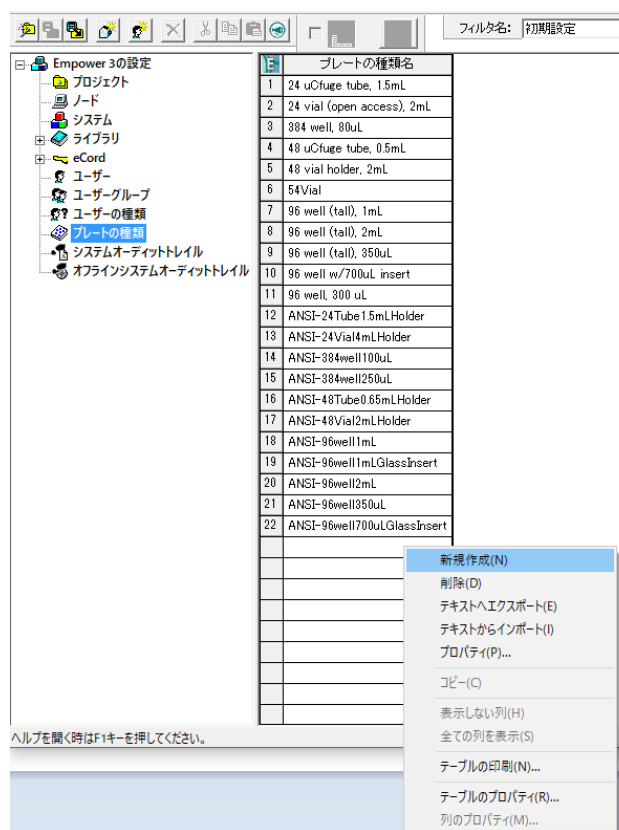 フィルタ名: 初期設定
Empower 3の設定
プロジェクト
ノード
システム
ライブラリ
eCord
ユーザー
ユーザーグループ
ユーザーの種類
プレートの種類
システムオーディットトレイル
オフラインシステムオーディットトレイル
プレートの種類名
1 24 uCfuge tube, 1.5mL
2 24 vial (open access), 2mL
3 384 well, 80uL
4 48 uCfuge tube, 0.5mL
5 48 vial holder, 2mL
6 54Vial
7 96 well (tall), 1mL
8 96 well (tall), 2mL
9 96 well (tall), 350uL
10 96 well w/700uL insert
11 96 well, 300 uL
12 ANSI-24Tube1.5mLHolder
13 ANSI-24Vial4mLHolder
14 ANSI-384well100uL
15 ANSI-384well250uL
16 ANSI-48Tube0.65mLHolder
17 ANSI-48Vial2mLHolder
18 ANSI-96well1mL
19 ANSI-96well1mLGlassInsert
20 ANSI-96well2mL
21 ANSI-96well350uL
22 ANSI-96well700uLGlassInsert
新規作成(N)
削除(D)
テキストへエクスポート(E)
テキストからインポート(I)
プロパティ(P)...
コピー(C)
表示しない列(H)
全ての列を表示(S)
テーブルの印刷(N)...
テーブルのプロパティ(R)...
列のプロパティ(M)...
ヘルプを開く時はF1キーを押してください。